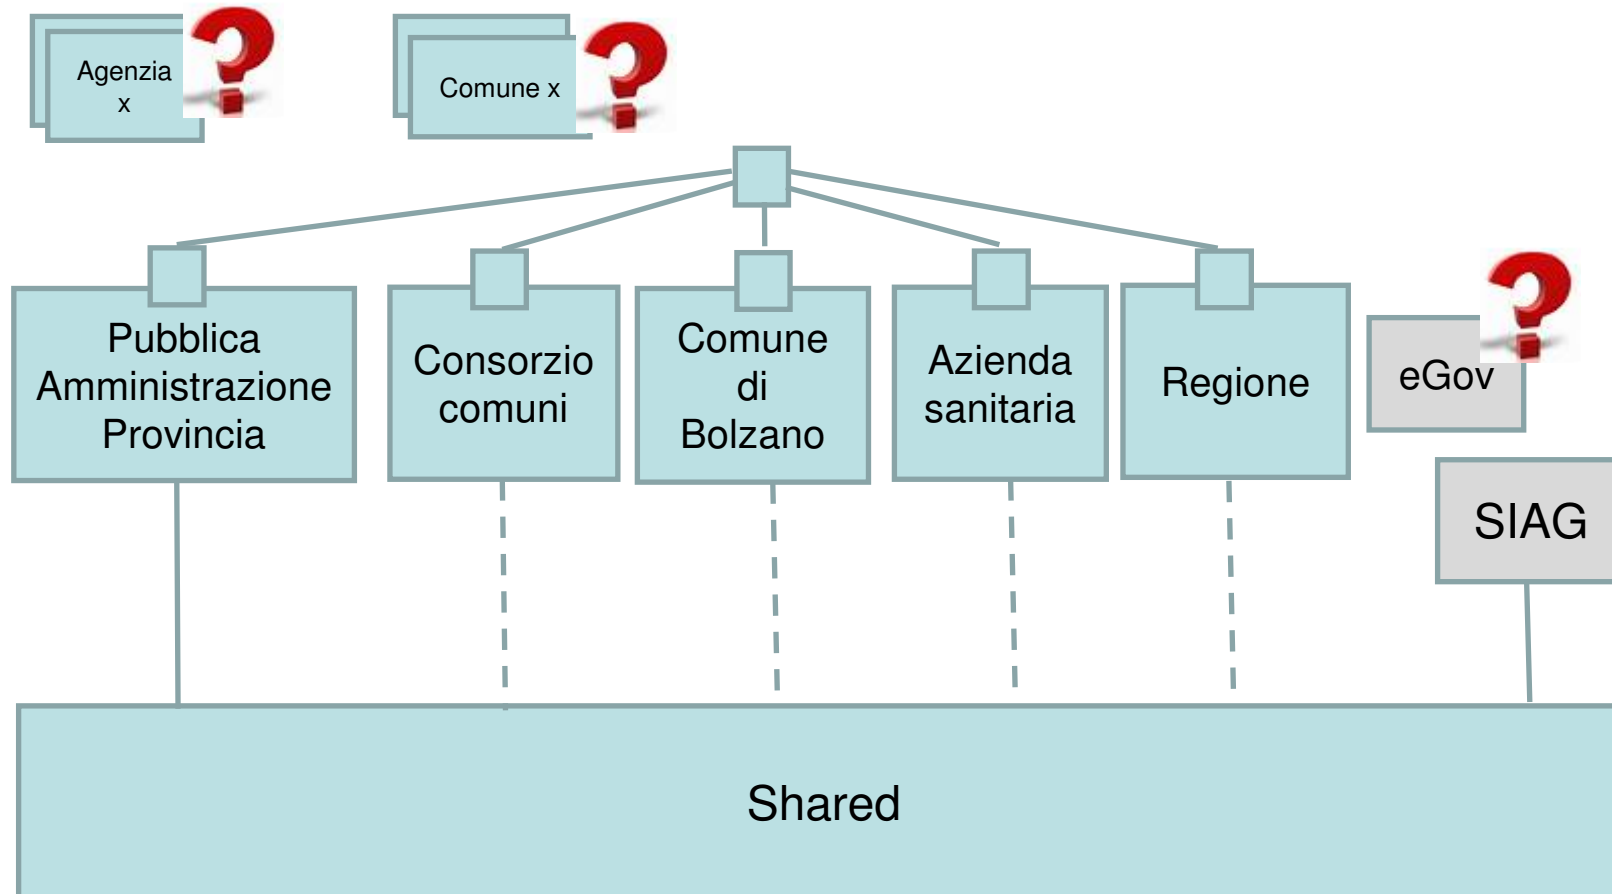 Agenzia
x
Comune x
Pubblica
Amministrazione
Provincia
Consorzio
comuni
Comune
di
Bolzano
Azienda
sanitaria
Regione
eGov
SIAG
Shared